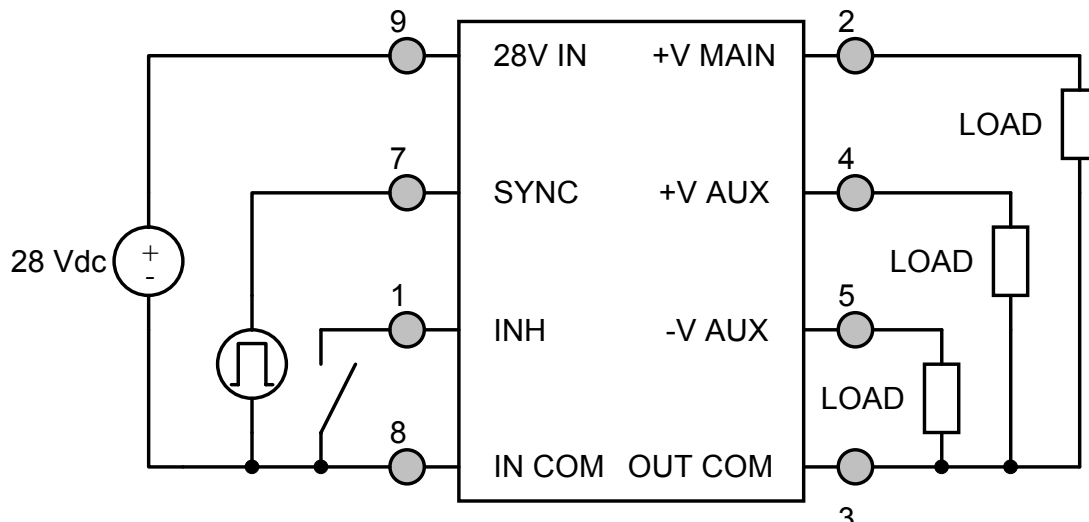 9
2
28V IN +V MAIN
LOAD
7
4
SYNC +V AUX
28 Vdc
+
-
LOAD
1
5
INH -V AUX
LOAD
8
IN COM OUT COM
3